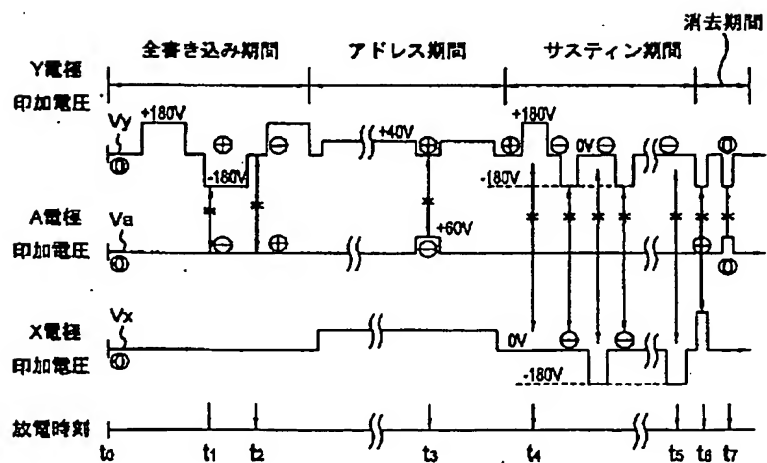 消去期間
全書き込み期間 アドレス期間 サスティン期間
Y電極
印加電圧
Vy
+180V
⊕
⊖
-180V
+40V
⊕
⊕
+180V
⊖
0V
⊖
⊖
-180V
A電極
印加電圧
Va
⊖
⊕
+60V
⊖
⊕
X電極
印加電圧
Vx
0V
⊖
⊖
-180V
放電時刻
t0 t1 t2 t3 t4 t5 t6 t7